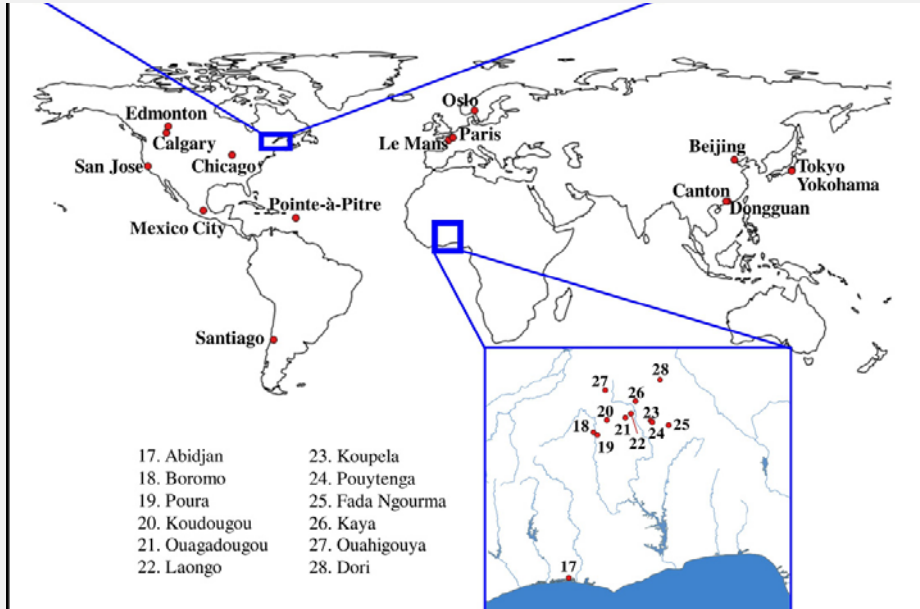 Oslo
Edmonton
Paris
Calgary
Le Mans
Beijing
San Jose
Chicago
Tokyo
Yokohama
Canton
Pointe-à-Pitre
Dongguan
Mexico City
Santiago
28
27
26
20
23
25
18
21
24
19
22
17. Abidjan
23. Koupela
18. Boromo
24. Pouytenga
19. Poura
25. Fada Ngourma
20. Koudougou
26. Kaya
21. Ouagadougou
27. Ouahigouya
22. Laongo
28. Dori
17